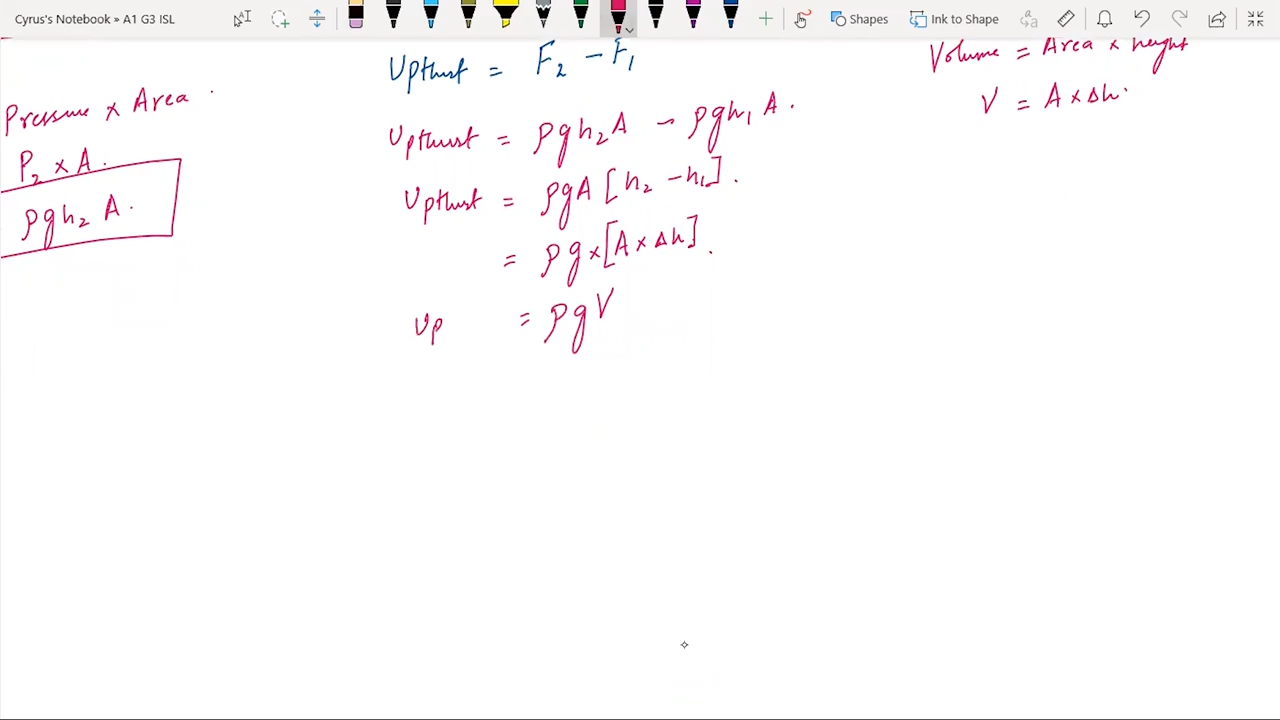 Cyrus's Notebook » A1 G3 ISL
Shapes
Ink to Shape
Pressure × Area.
P₂ × A.
ρgh₂ A.
Upthrust = F₂ - F₁
Upthrust = ρgh₂A - ρgh₁A.
Upthrust = ρgA[h₂ - h₁].
= ρg×[A × Δh].
Up = ρgV
Volume = Area × height
V = A × Δh.